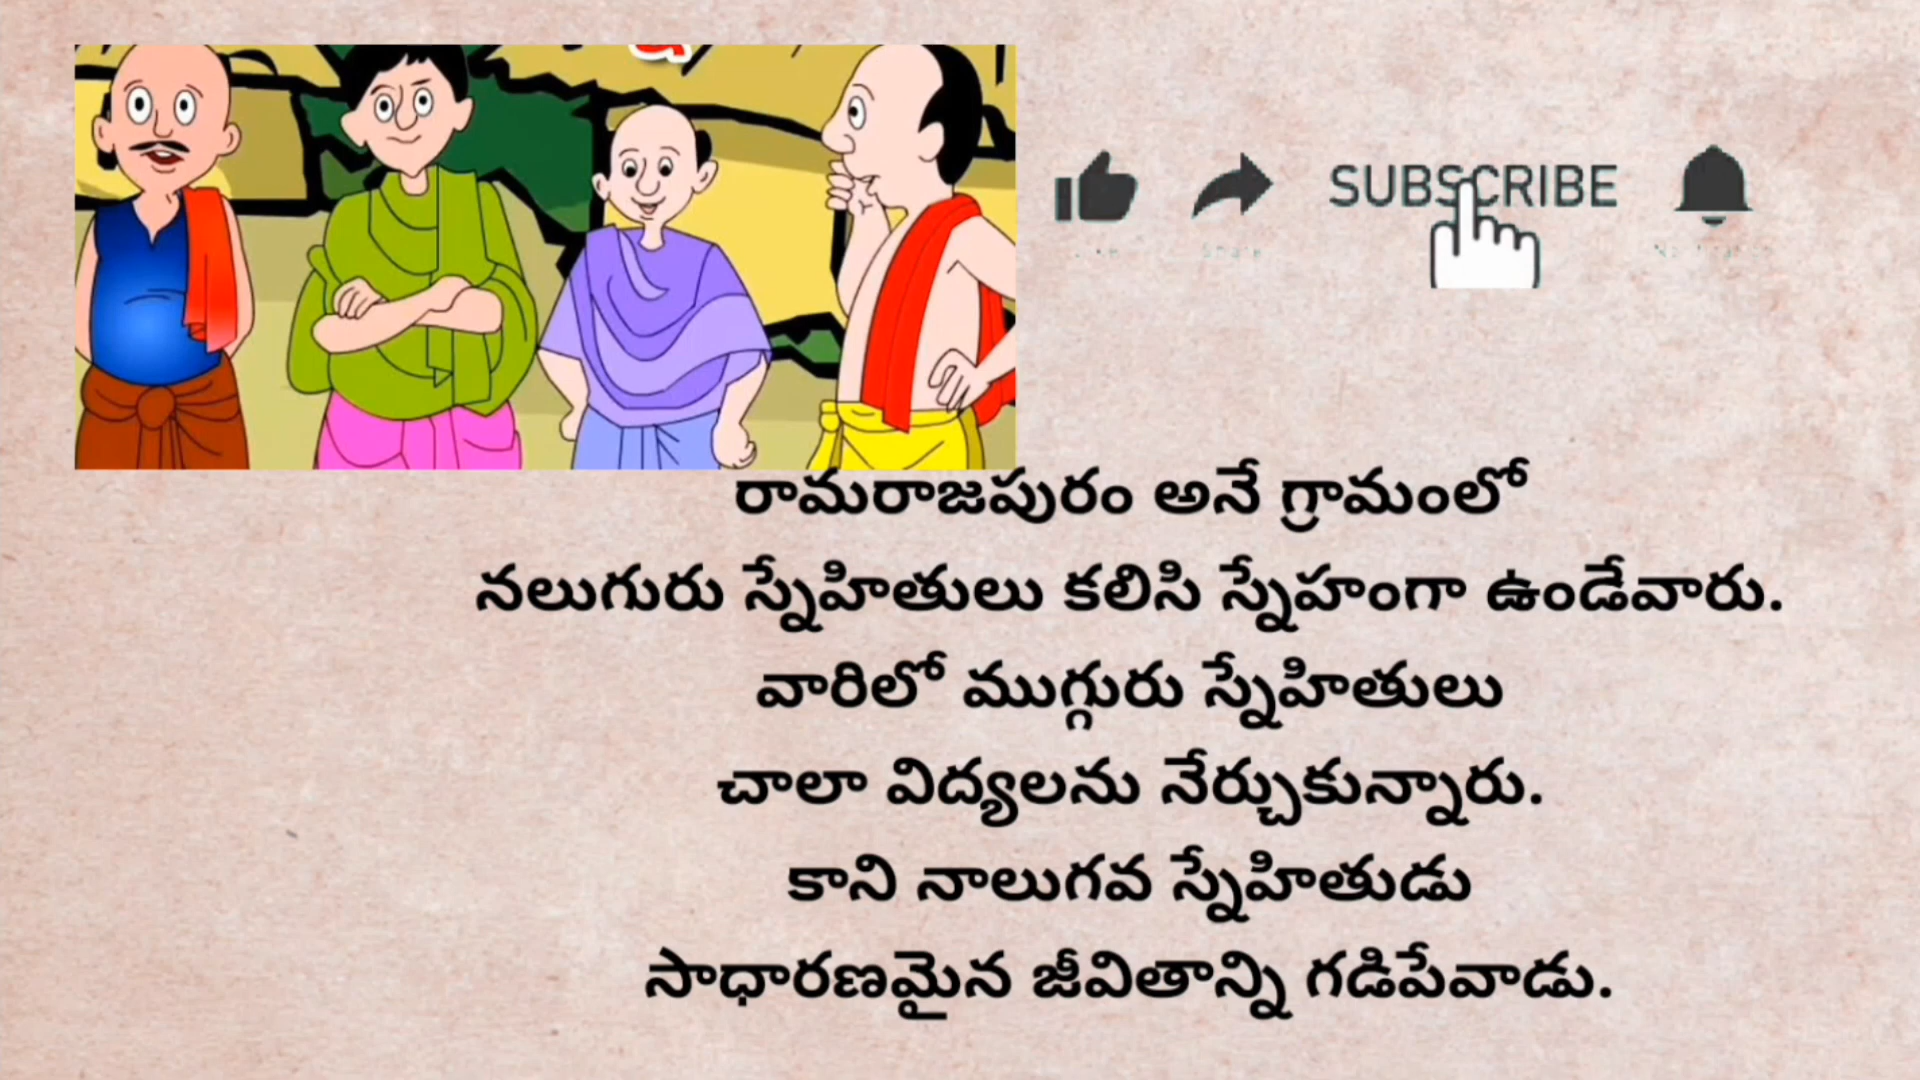 SUBSCRIBE
రామరాజపురం అనే గ్రామంలో
నలుగురు స్నేహితులు కలిసి స్నేహంగా ఉండేవారు.
వారిలో ముగ్గురు స్నేహితులు
చాలా విద్యలను నేర్చుకున్నారు.
కాని నాలుగవ స్నేహితుడు
సాధారణమైన జీవితాన్ని గడిపేవాడు.